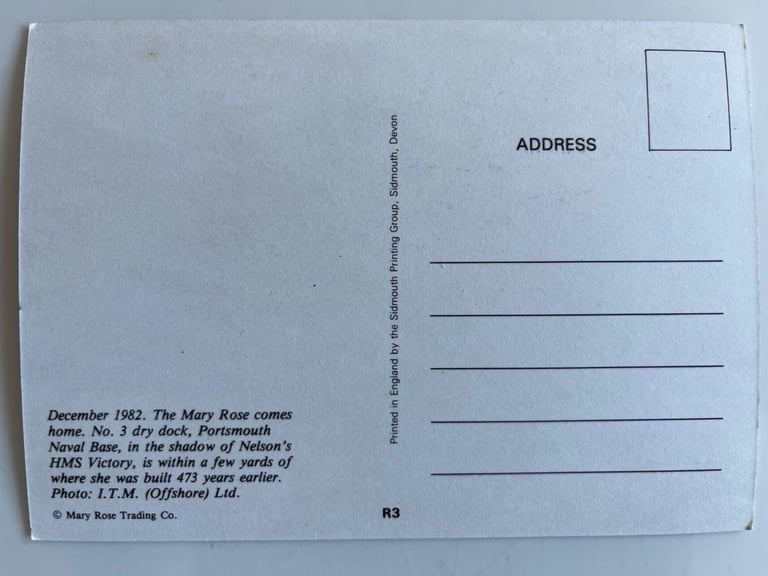 ADDRESS
Printed in England by the Sidmouth Printing Group, Sidmouth, Devon
December 1982. The Mary Rose comes
home. No. 3 dry dock, Portsmouth
Naval Base, in the shadow of Nelson's
HMS Victory, is within a few yards of
where she was built 473 years earlier.
Photo: I.T.M. (Offshore) Ltd.
© Mary Rose Trading Co.
R3